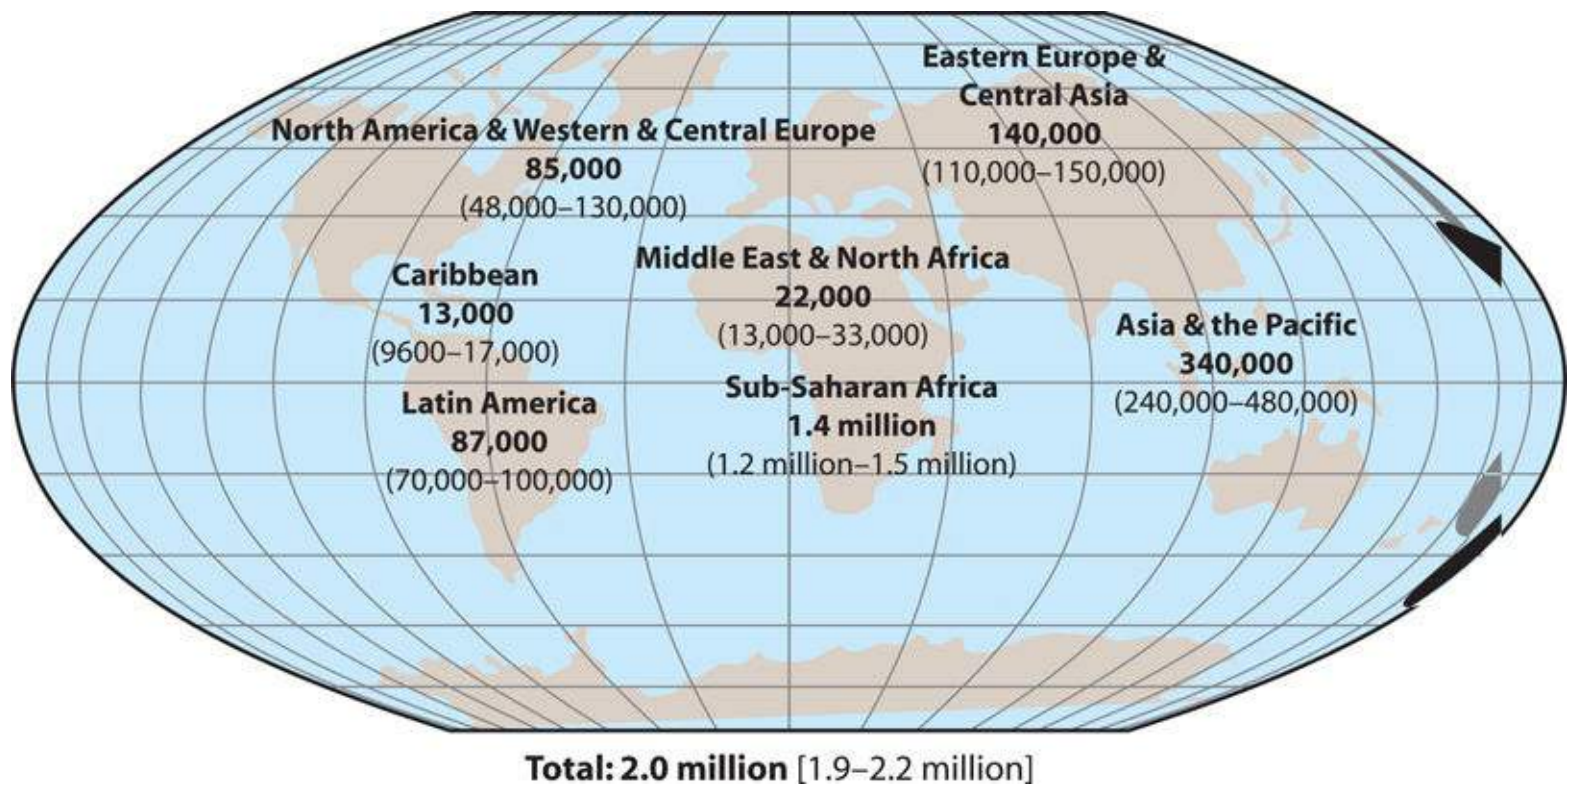 Eastern Europe &
Central Asia
140,000
(110,000–150,000)
North America & Western & Central Europe
85,000
(48,000–130,000)
Middle East & North Africa
22,000
(13,000–33,000)
Caribbean
13,000
(9600–17,000)
Asia & the Pacific
340,000
(240,000–480,000)
Sub-Saharan Africa
1.4 million
(1.2 million–1.5 million)
Latin America
87,000
(70,000–100,000)
Total: 2.0 million [1.9–2.2 million]